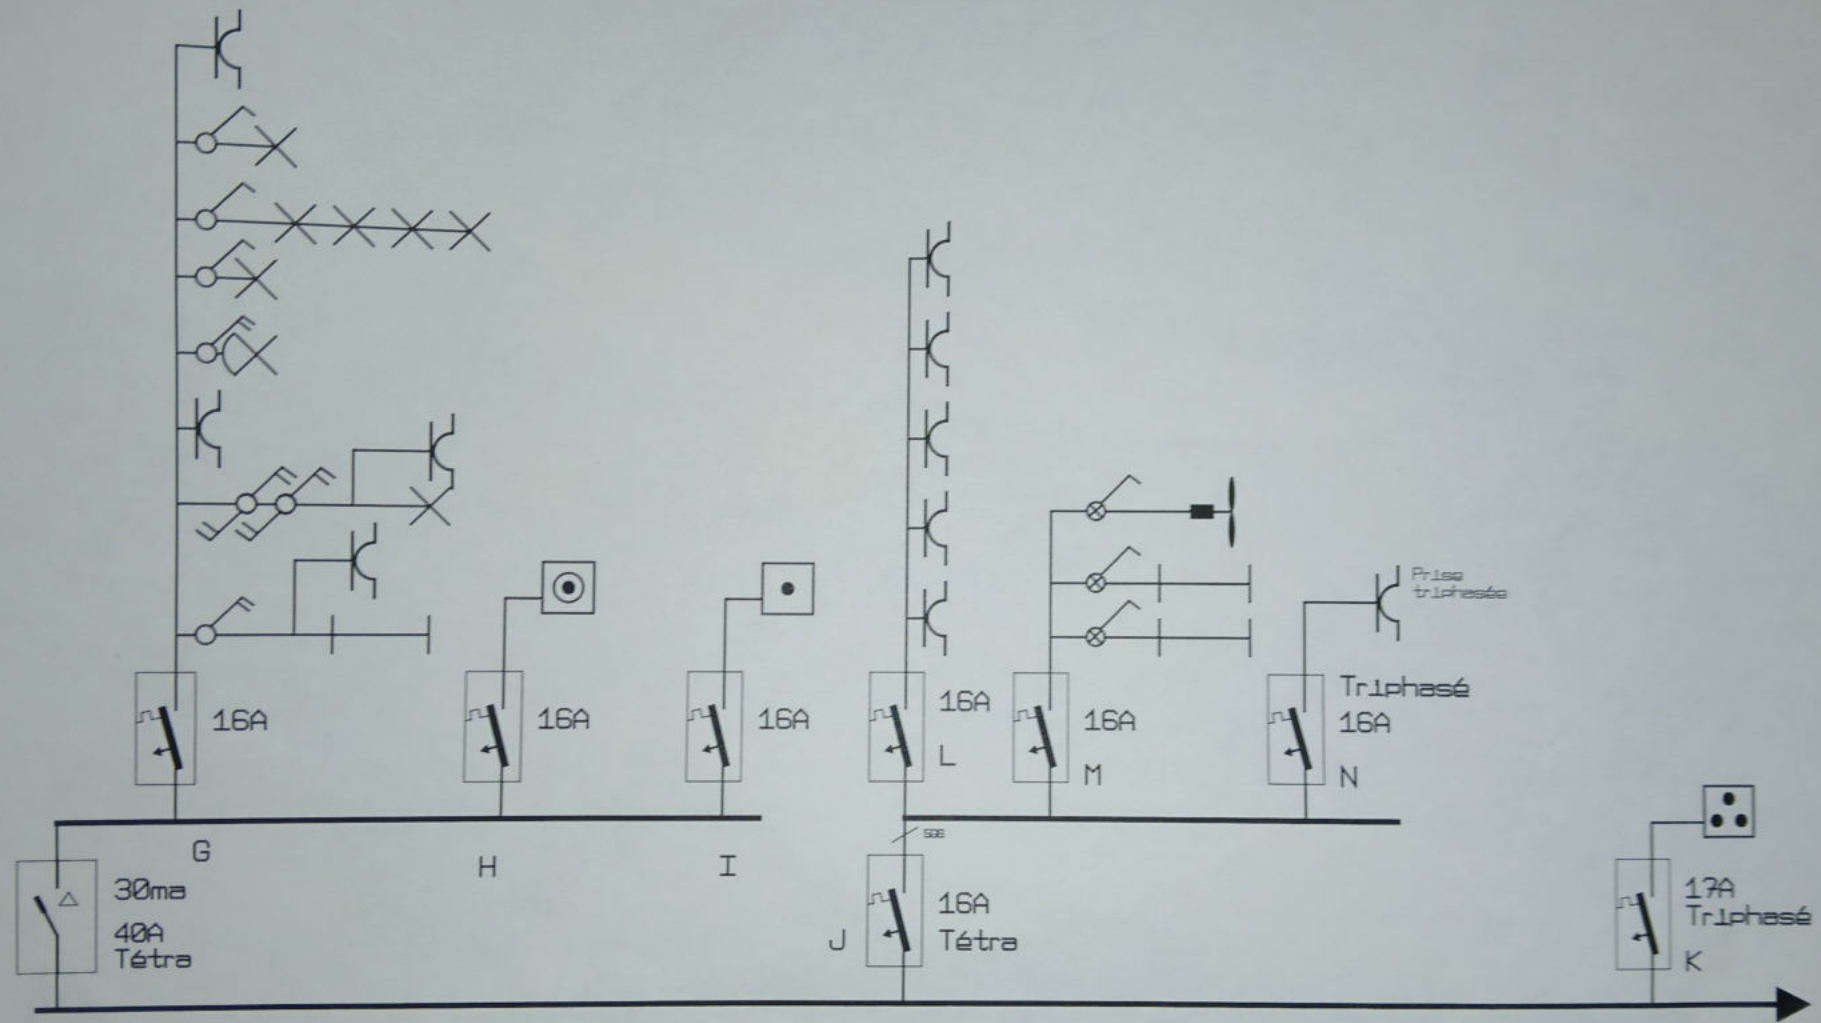 Prise
triphasée
Triphasé
16A
16A
16A
16A
16A
16A
L
M
N
G
H
I
30ma
40A
Tétra
J
16A
Tétra
17A
Triphasé
K